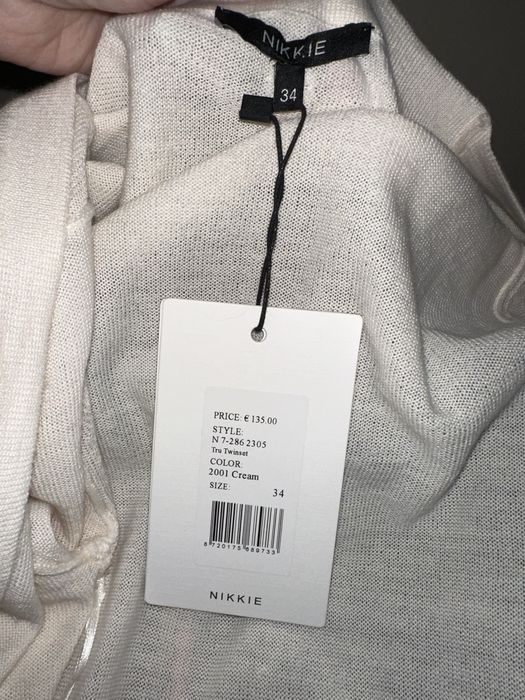 NIKKIE
34
PRICE: € 135.00
STYLE:
N 7-286 2305
Tru Twinset
COLOR:
2001 Cream
SIZE: 34
8 720175 689733
NIKKIE